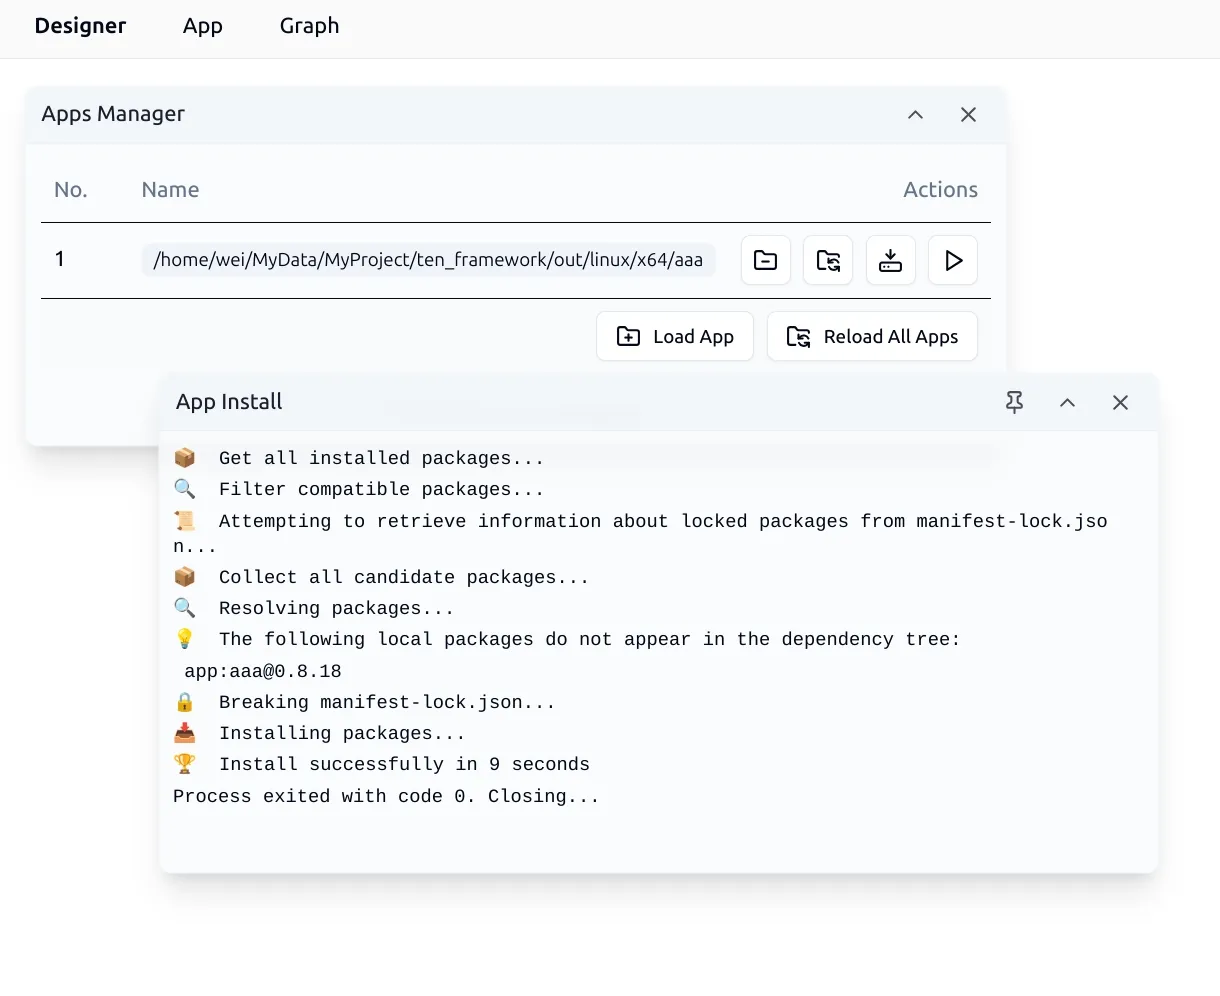 Designer App Graph
Apps Manager
No. Name Actions
1 /home/wei/MyData/MyProject/ten_framework/out/linux/x64/aaa
Load App Reload All Apps
App Install
📦 Get all installed packages...
🔍 Filter compatible packages...
📜 Attempting to retrieve information about locked packages from manifest-lock.jso
n...
📦 Collect all candidate packages...
🔍 Resolving packages...
💡 The following local packages do not appear in the dependency tree:
app:aaa@0.8.18
🔒 Breaking manifest-lock.json...
📥 Installing packages...
🏆 Install successfully in 9 seconds
Process exited with code 0. Closing...